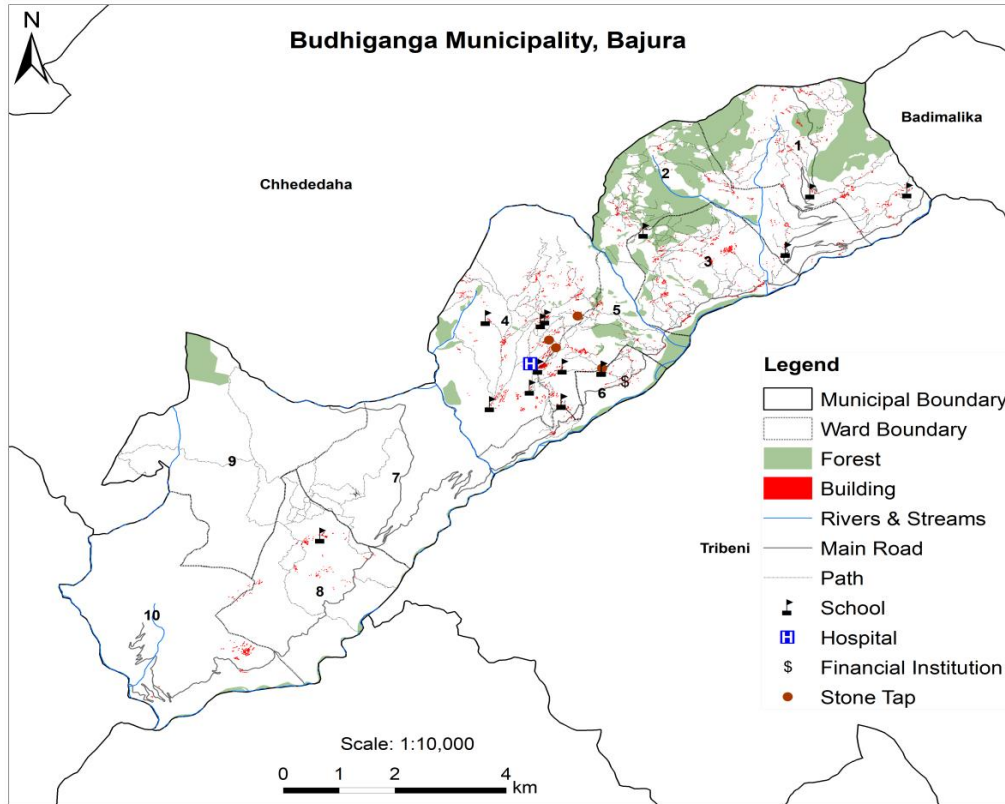 N
Budhiganga Municipality, Bajura
Badimalika
1
2
Chhededaha
3
4
5
6
9
7
Tribeni
8
10
Legend
Municipal Boundary
Ward Boundary
Forest
Building
Rivers & Streams
Main Road
Path
School
H Hospital
$ Financial Institution
Stone Tap
H
$
Scale: 1:10,000
0 1 2 4
km